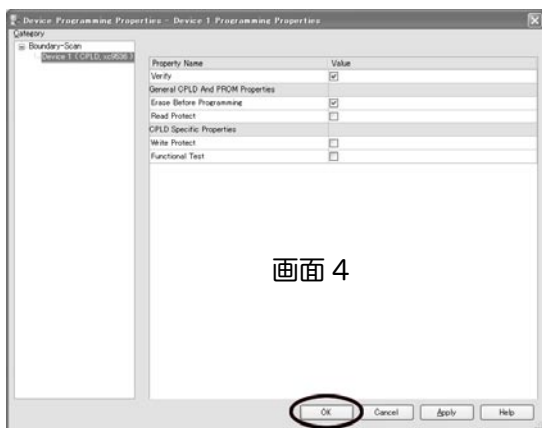 Device Programming Properties - Device 1 Programming Properties
Category
Boundary-Scan
Device 1 ( CPLD, xc9536 )
Property Name Value
Verify
General CPLD And PROM Properties
Erase Before Programming
Read Protect
CPLD Specific Properties
Write Protect
Functional Test
画面 4
OK Cancel Apply Help